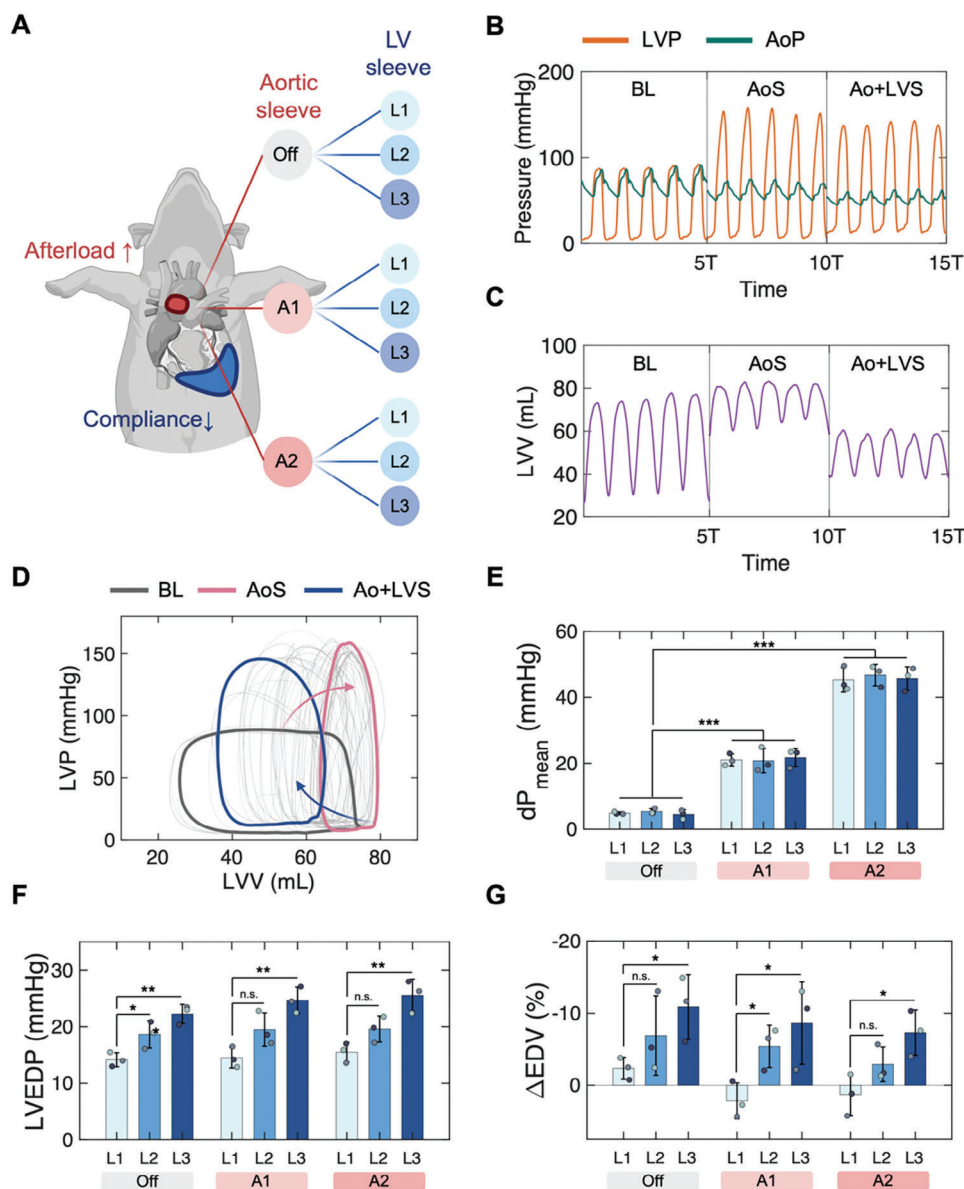 A
LV
sleeve
Aortic
sleeve
L1
Off
L2
L3
Afterload ↑
L1
A1
L2
L3
Compliance↓
L1
A2
L2
L3
B
LVP AoP
BL AoS Ao+LVS
Pressure (mmHg)
200
100
0
5T 10T 15T
Time
C
BL AoS Ao+LVS
LVV (mL)
100
80
60
40
20
5T 10T 15T
Time
D
BL AoS Ao+LVS
LVP (mmHg)
150
100
50
0
20 40 60 80
LVV (mL)
E
dPmean (mmHg)
60
40
20
0
***
***
L1 L2 L3 L1 L2 L3 L1 L2 L3
Off A1 A2
F
LVEDP (mmHg)
30
20
10
0
** ** **
* n.s. n.s.
*
L1 L2 L3 L1 L2 L3 L1 L2 L3
Off A1 A2
G
ΔEDV (%)
-20
-10
0
10
* * *
n.s. * n.s.
L1 L2 L3 L1 L2 L3 L1 L2 L3
Off A1 A2